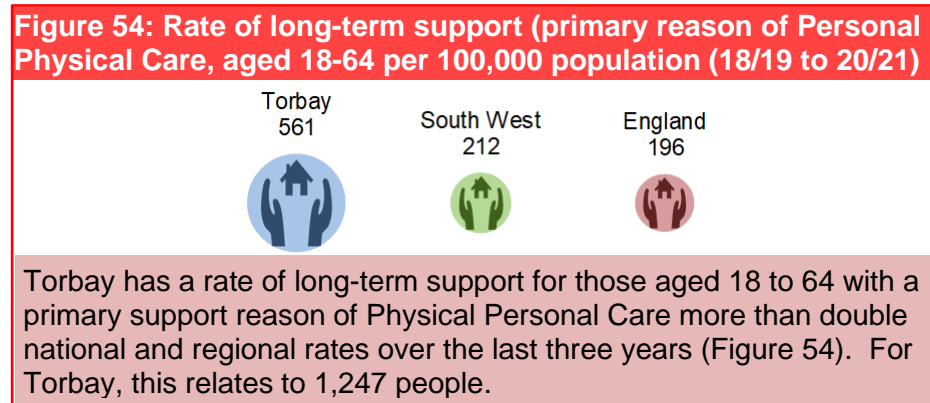 Figure 54: Rate of long-term support (primary reason of Personal
Physical Care, aged 18-64 per 100,000 population (18/19 to 20/21)
Torbay
561
South West
212
England
196
Torbay has a rate of long-term support for those aged 18 to 64 with a
primary support reason of Physical Personal Care more than double
national and regional rates over the last three years (Figure 54).  For
Torbay, this relates to 1,247 people.